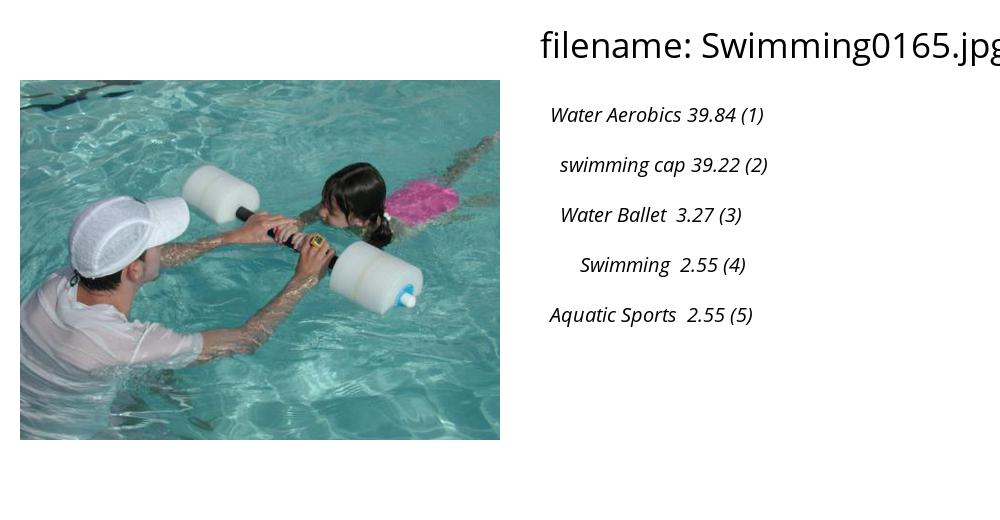 filename: Swimming0165.jpg
Water Aerobics 39.84 (1)
swimming cap 39.22 (2)
Water Ballet 3.27 (3)
Swimming 2.55 (4)
Aquatic Sports 2.55 (5)